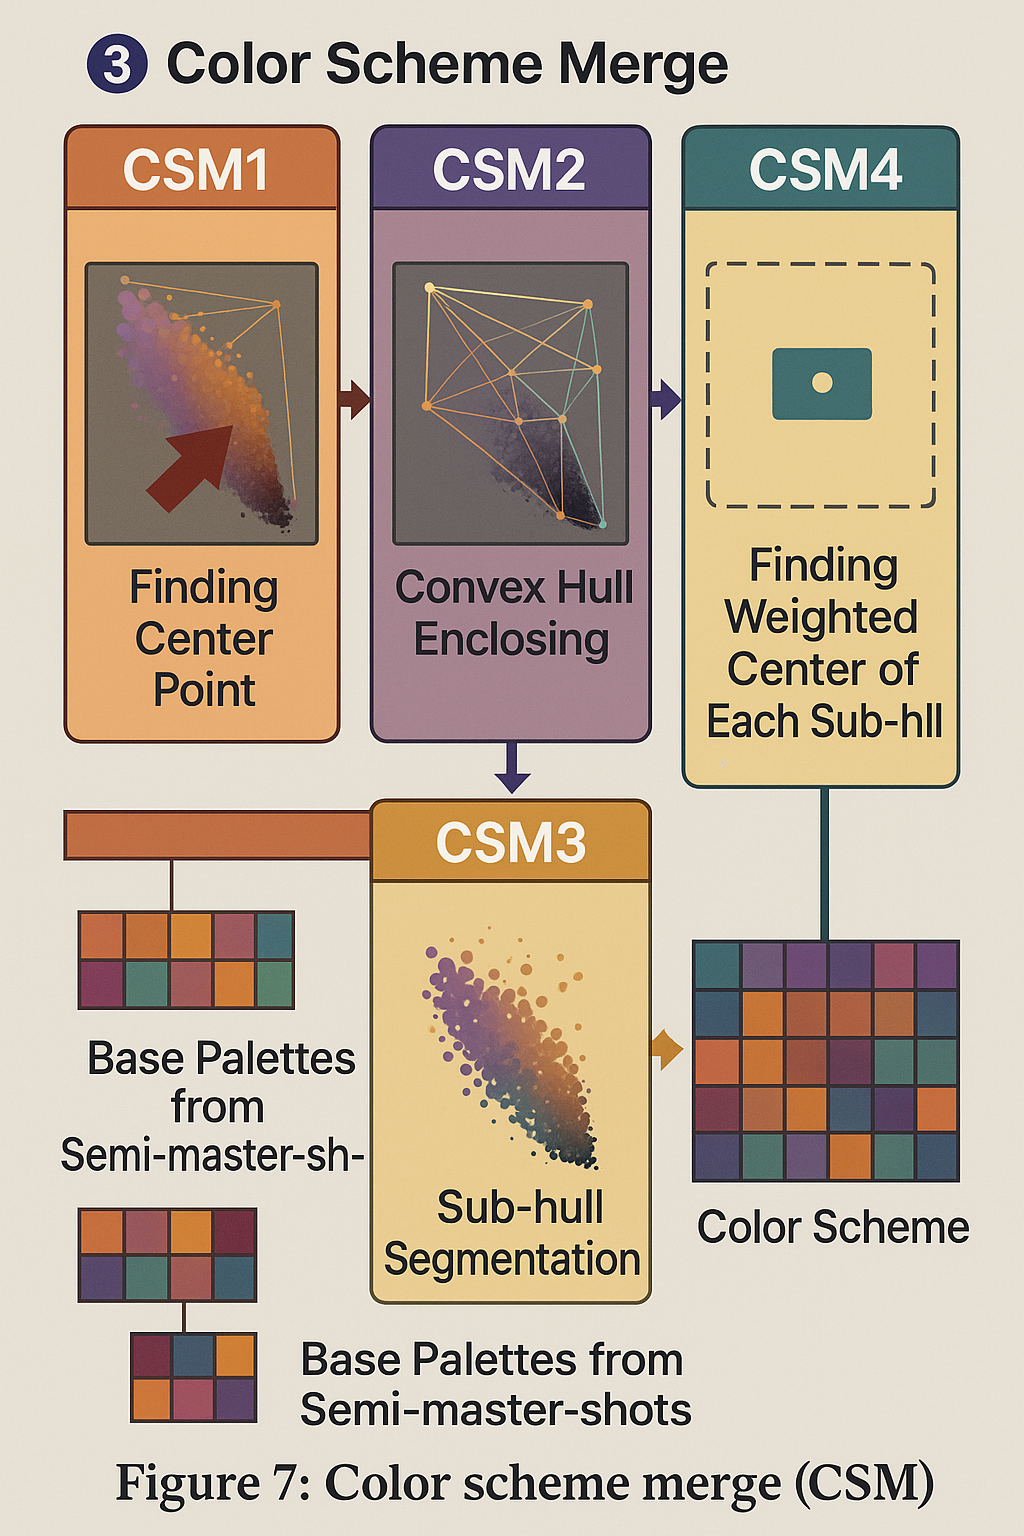 3 Color Scheme Merge
CSM1
Finding
Center
Point
CSM2
Convex Hull
Enclosing
CSM4
Finding
Weighted
Center of
Each Sub-hll
CSM3
Sub-hull
Segmentation
Base Palettes
from
Semi-master-sh-
Color Scheme
Base Palettes from
Semi-master-shots
Figure 7: Color scheme merge (CSM)